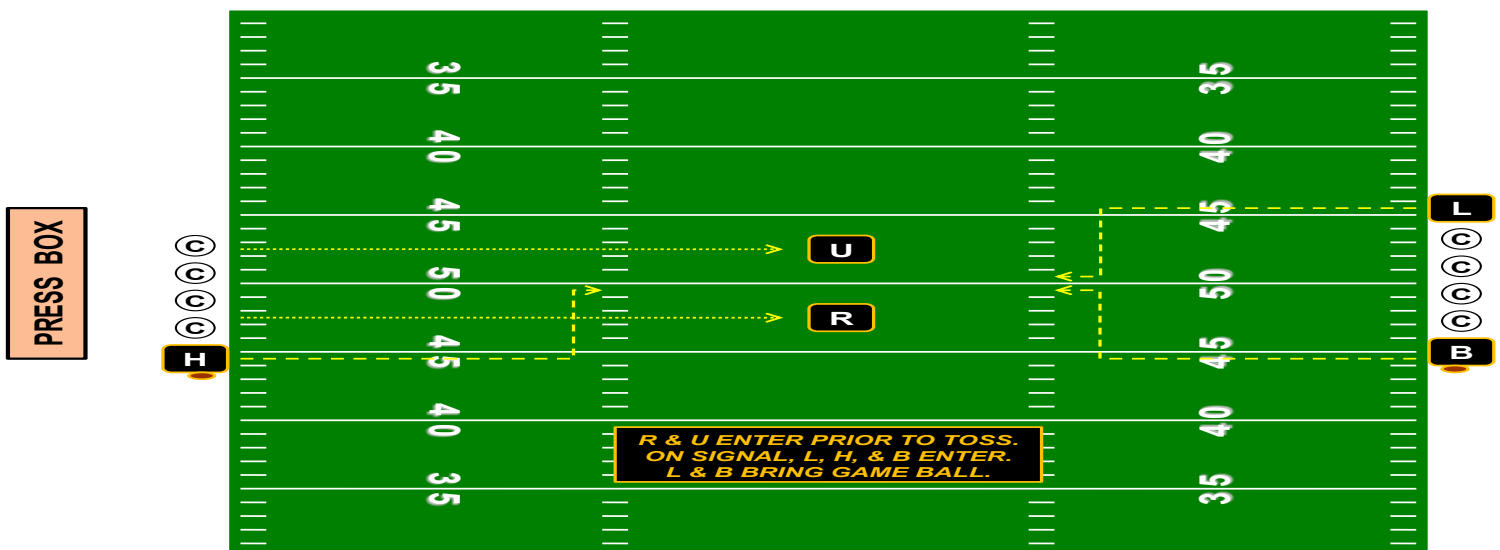 35 35
40 40
45 45
L
C U C
C C
50 50
C C
PRESS BOX
C R C
H 45 45 B
40 40
R & U ENTER PRIOR TO TOSS.
ON SIGNAL, L, H, & B ENTER.
L & B BRING GAME BALL.
35 35